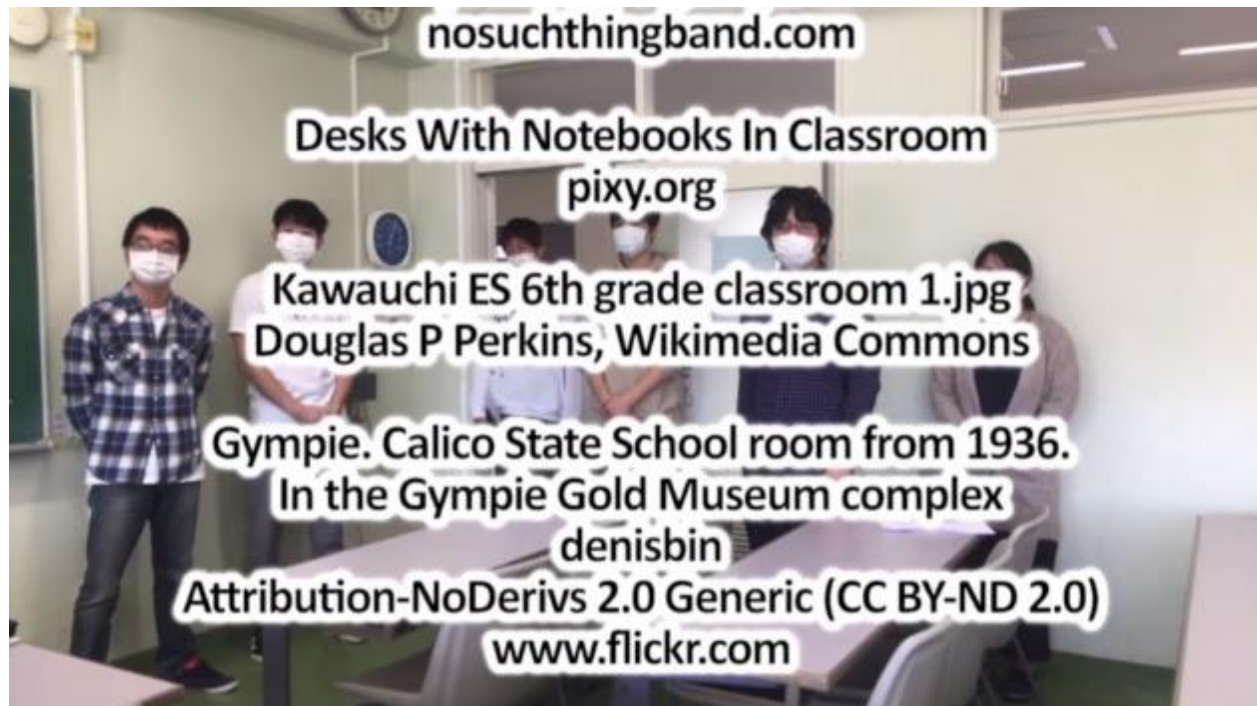 nosuchthingband.com
Desks With Notebooks In Classroom
pixy.org
Kawauchi ES 6th grade classroom 1.jpg
Douglas P Perkins, Wikimedia Commons
Gympie. Calico State School room from 1936.
In the Gympie Gold Museum complex
denisbin
Attribution-NoDerivs 2.0 Generic (CC BY-ND 2.0)
www.flickr.com